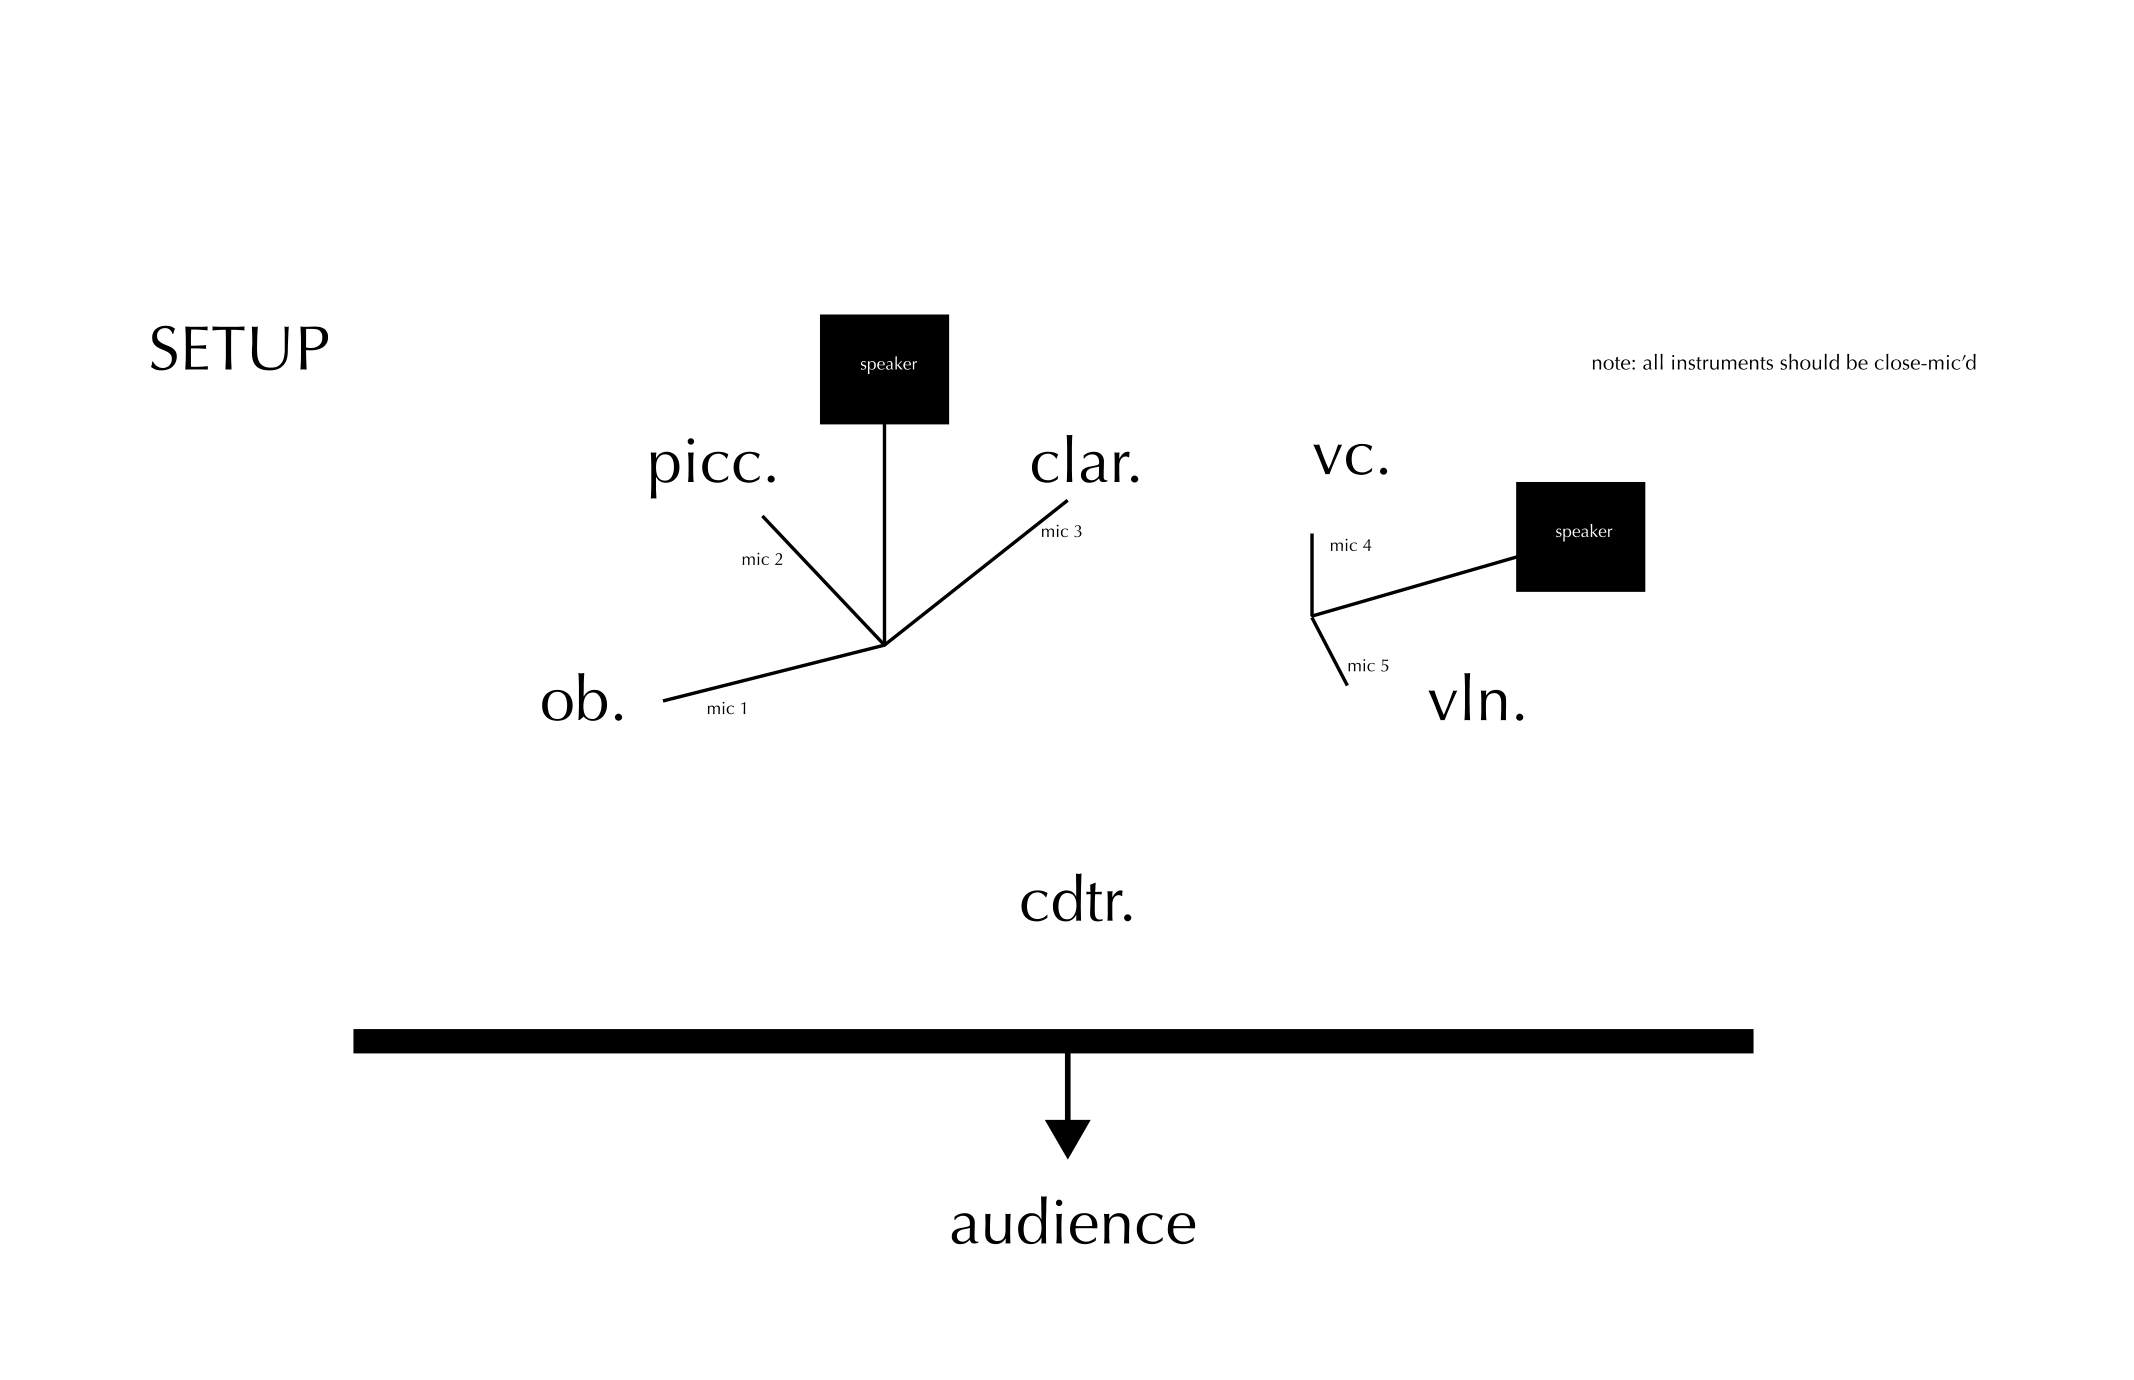 SETUP
speaker
note: all instruments should be close-mic’d
picc.
clar.
vc.
mic 2
mic 3
mic 4
speaker
ob.
mic 1
mic 5
vln.
cdtr.
audience